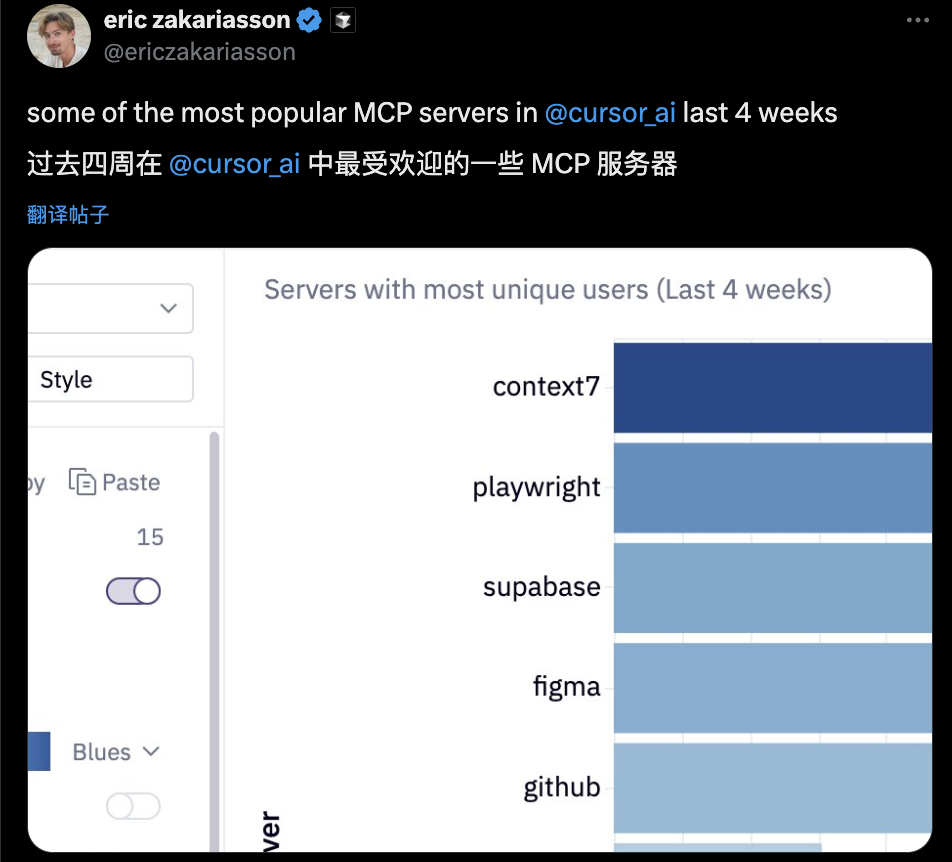 eric zakariasson
@ericzakariasson
some of the most popular MCP servers in @cursor_ai last 4 weeks
过去四周在 @cursor_ai 中最受欢迎的一些 MCP 服务器
翻译帖子
Servers with most unique users (Last 4 weeks)
Style
Paste
15
Blues
context7
playwright
supabase
figma
github